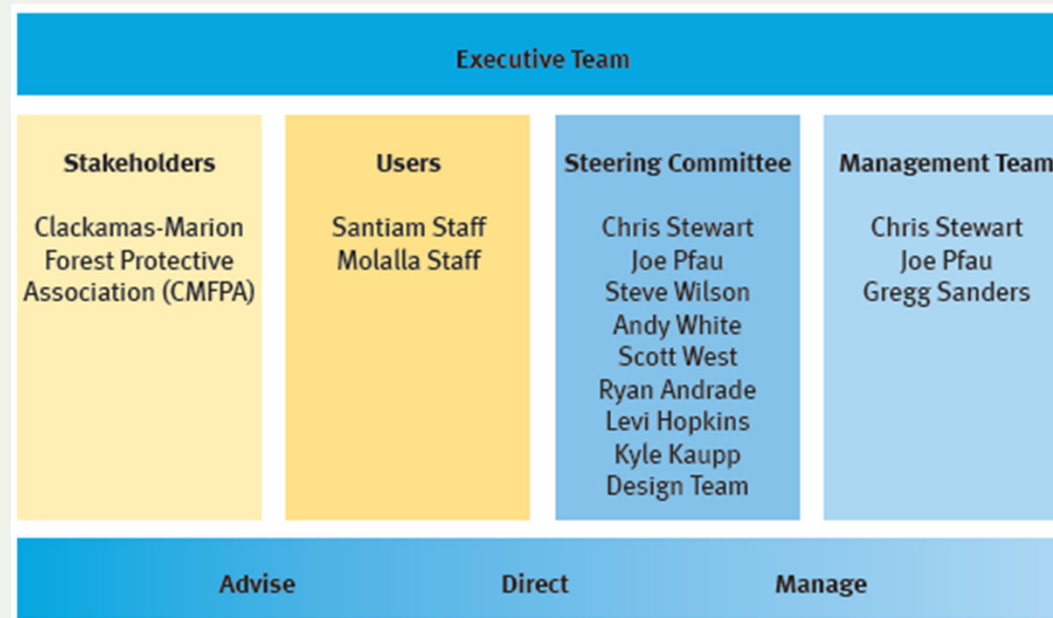 Executive Team
Stakeholders
Clackamas-Marion
Forest Protective
Association (CMFPA)
Users
Santiam Staff
Molalla Staff
Steering Committee
Chris Stewart
Joe Pfau
Steve Wilson
Andy White
Scott West
Ryan Andrade
Levi Hopkins
Kyle Kaupp
Design Team
Management Team
Chris Stewart
Joe Pfau
Gregg Sanders
Advise
Direct
Manage